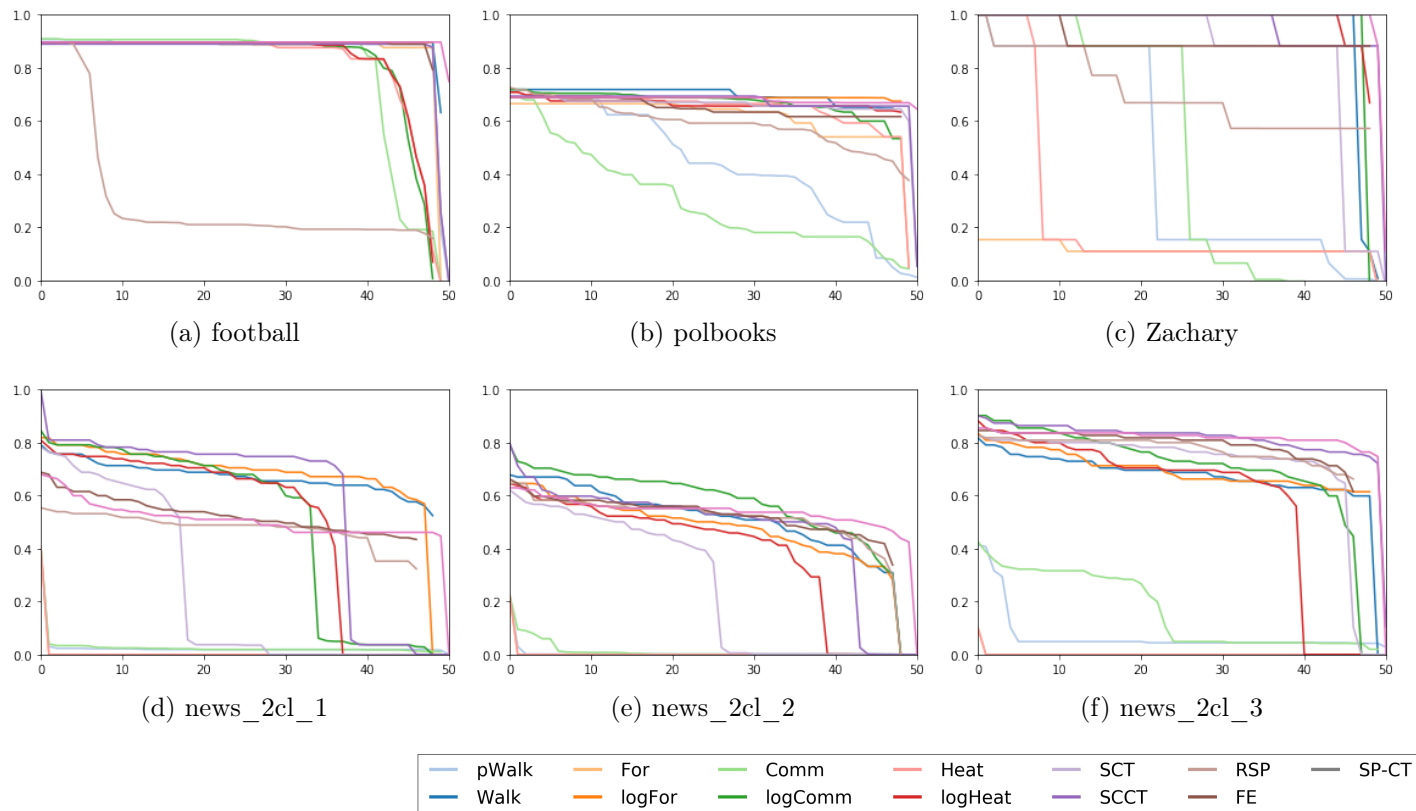 1.0 1.0 1.0
0.8 0.8 0.8
0.6 0.6 0.6
0.4 0.4 0.4
0.2 0.2 0.2
0.0 0.0 0.0
0 10 20 30 40 50 0 10 20 30 40 50 0 10 20 30 40 50
(a) football (b) polbooks (c) Zachary
1.0 1.0 1.0
0.8 0.8 0.8
0.6 0.6 0.6
0.4 0.4 0.4
0.2 0.2 0.2
0.0 0.0 0.0
0 10 20 30 40 50 0 10 20 30 40 50 0 10 20 30 40 50
(d) news_2cl_1 (e) news_2cl_2 (f) news_2cl_3
pWalk For Comm Heat SCT RSP SP-CT
Walk logFor logComm logHeat SCCT FE